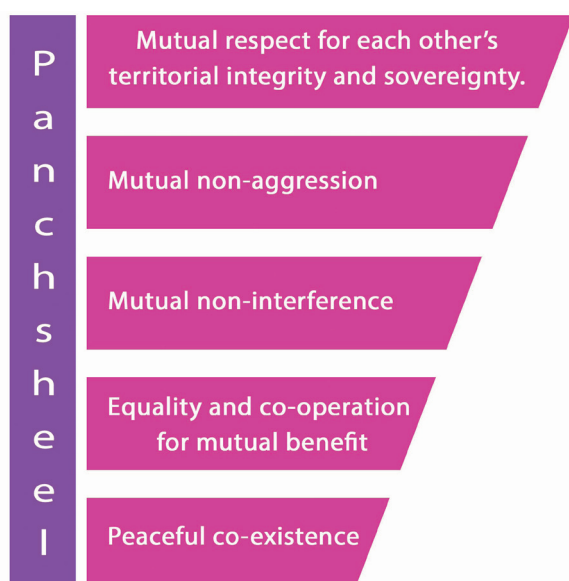 Panchsheel
Mutual respect for each other's
territorial integrity and sovereignty.
Mutual non-aggression
Mutual non-interference
Equality and co-operation
for mutual benefit
Peaceful co-existence